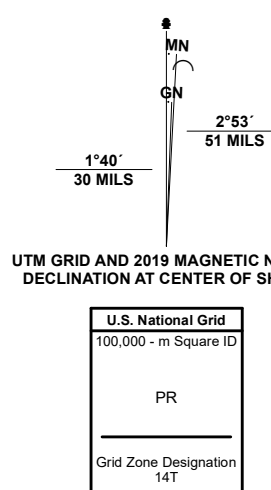 MN
GN
2°53´
51 MILS
1°40´
30 MILS
UTM GRID AND 2019 MAGNETIC N
DECLINATION AT CENTER OF SH
U.S. National Grid
100,000 - m Square ID
PR
Grid Zone Designation
14T